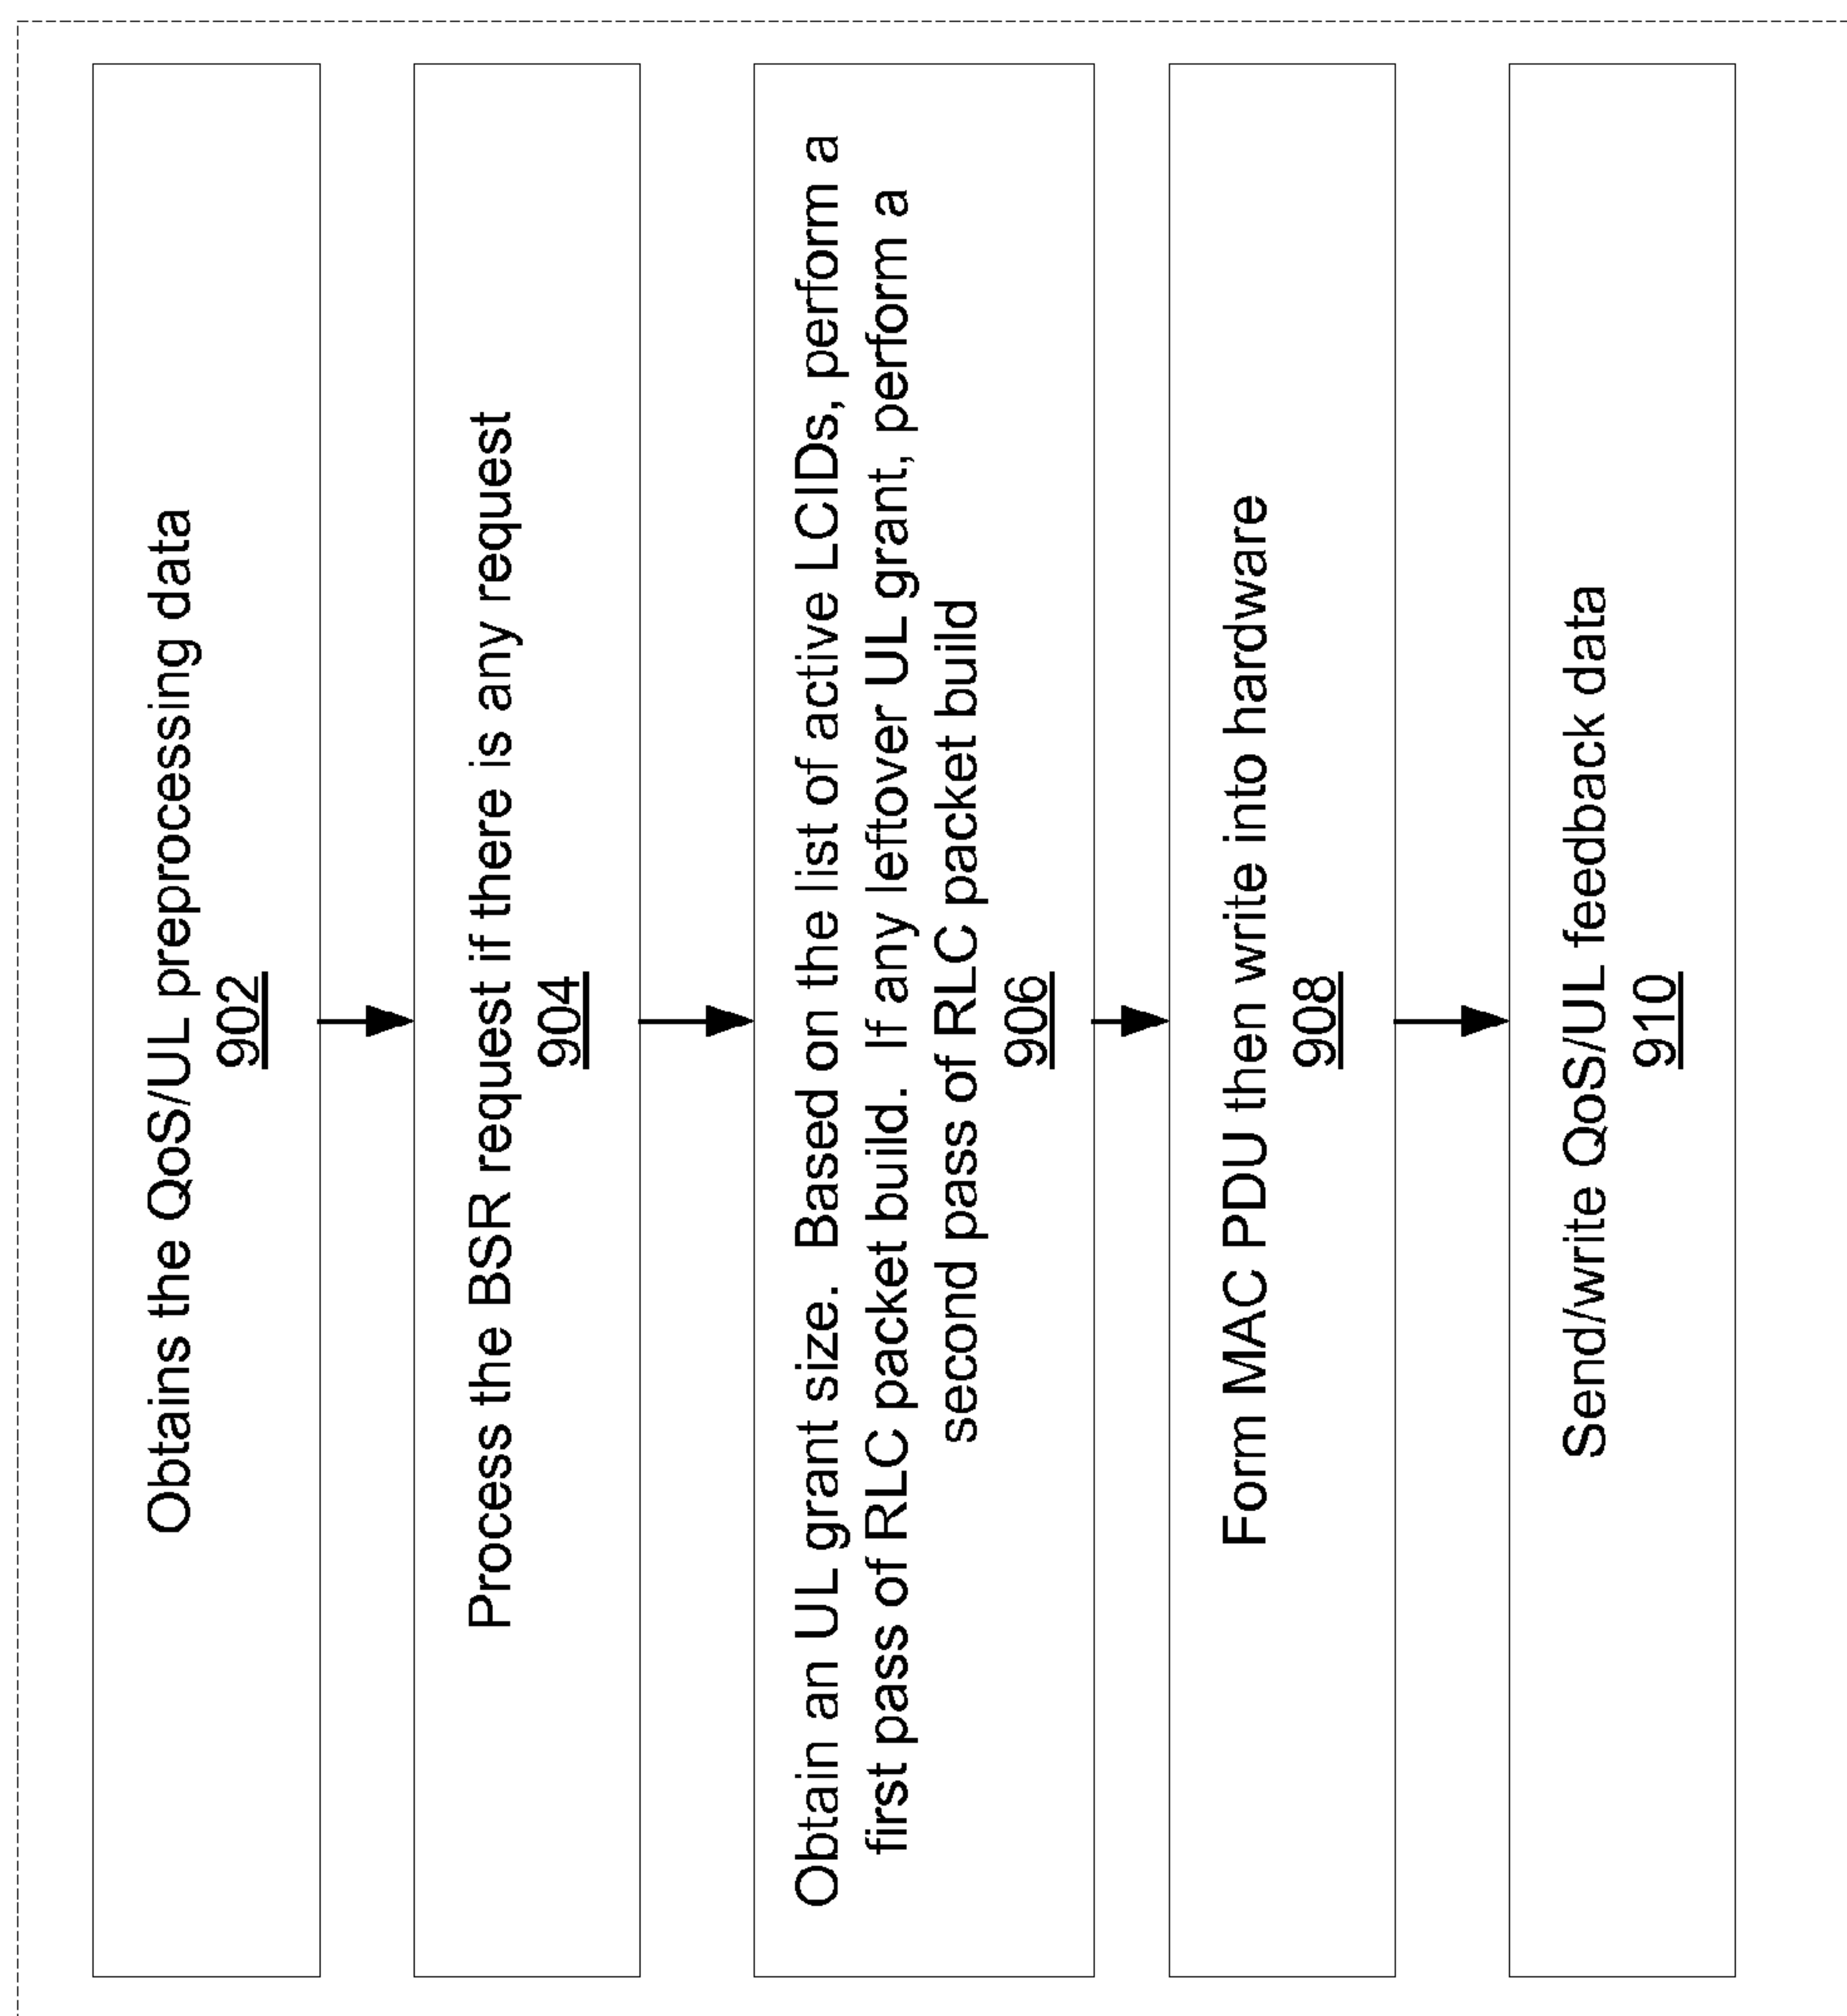 Obtains the QoS/UL preprocessing data
902
Process the BSR request if there is any request
904
Obtain an UL grant size. Based on the list of active LCIDs, perform a
first pass of RLC packet build. If any leftover UL grant, perform a
second pass of RLC packet build
906
Form MAC PDU then write into hardware
908
Send/write QoS/UL feedback data
910